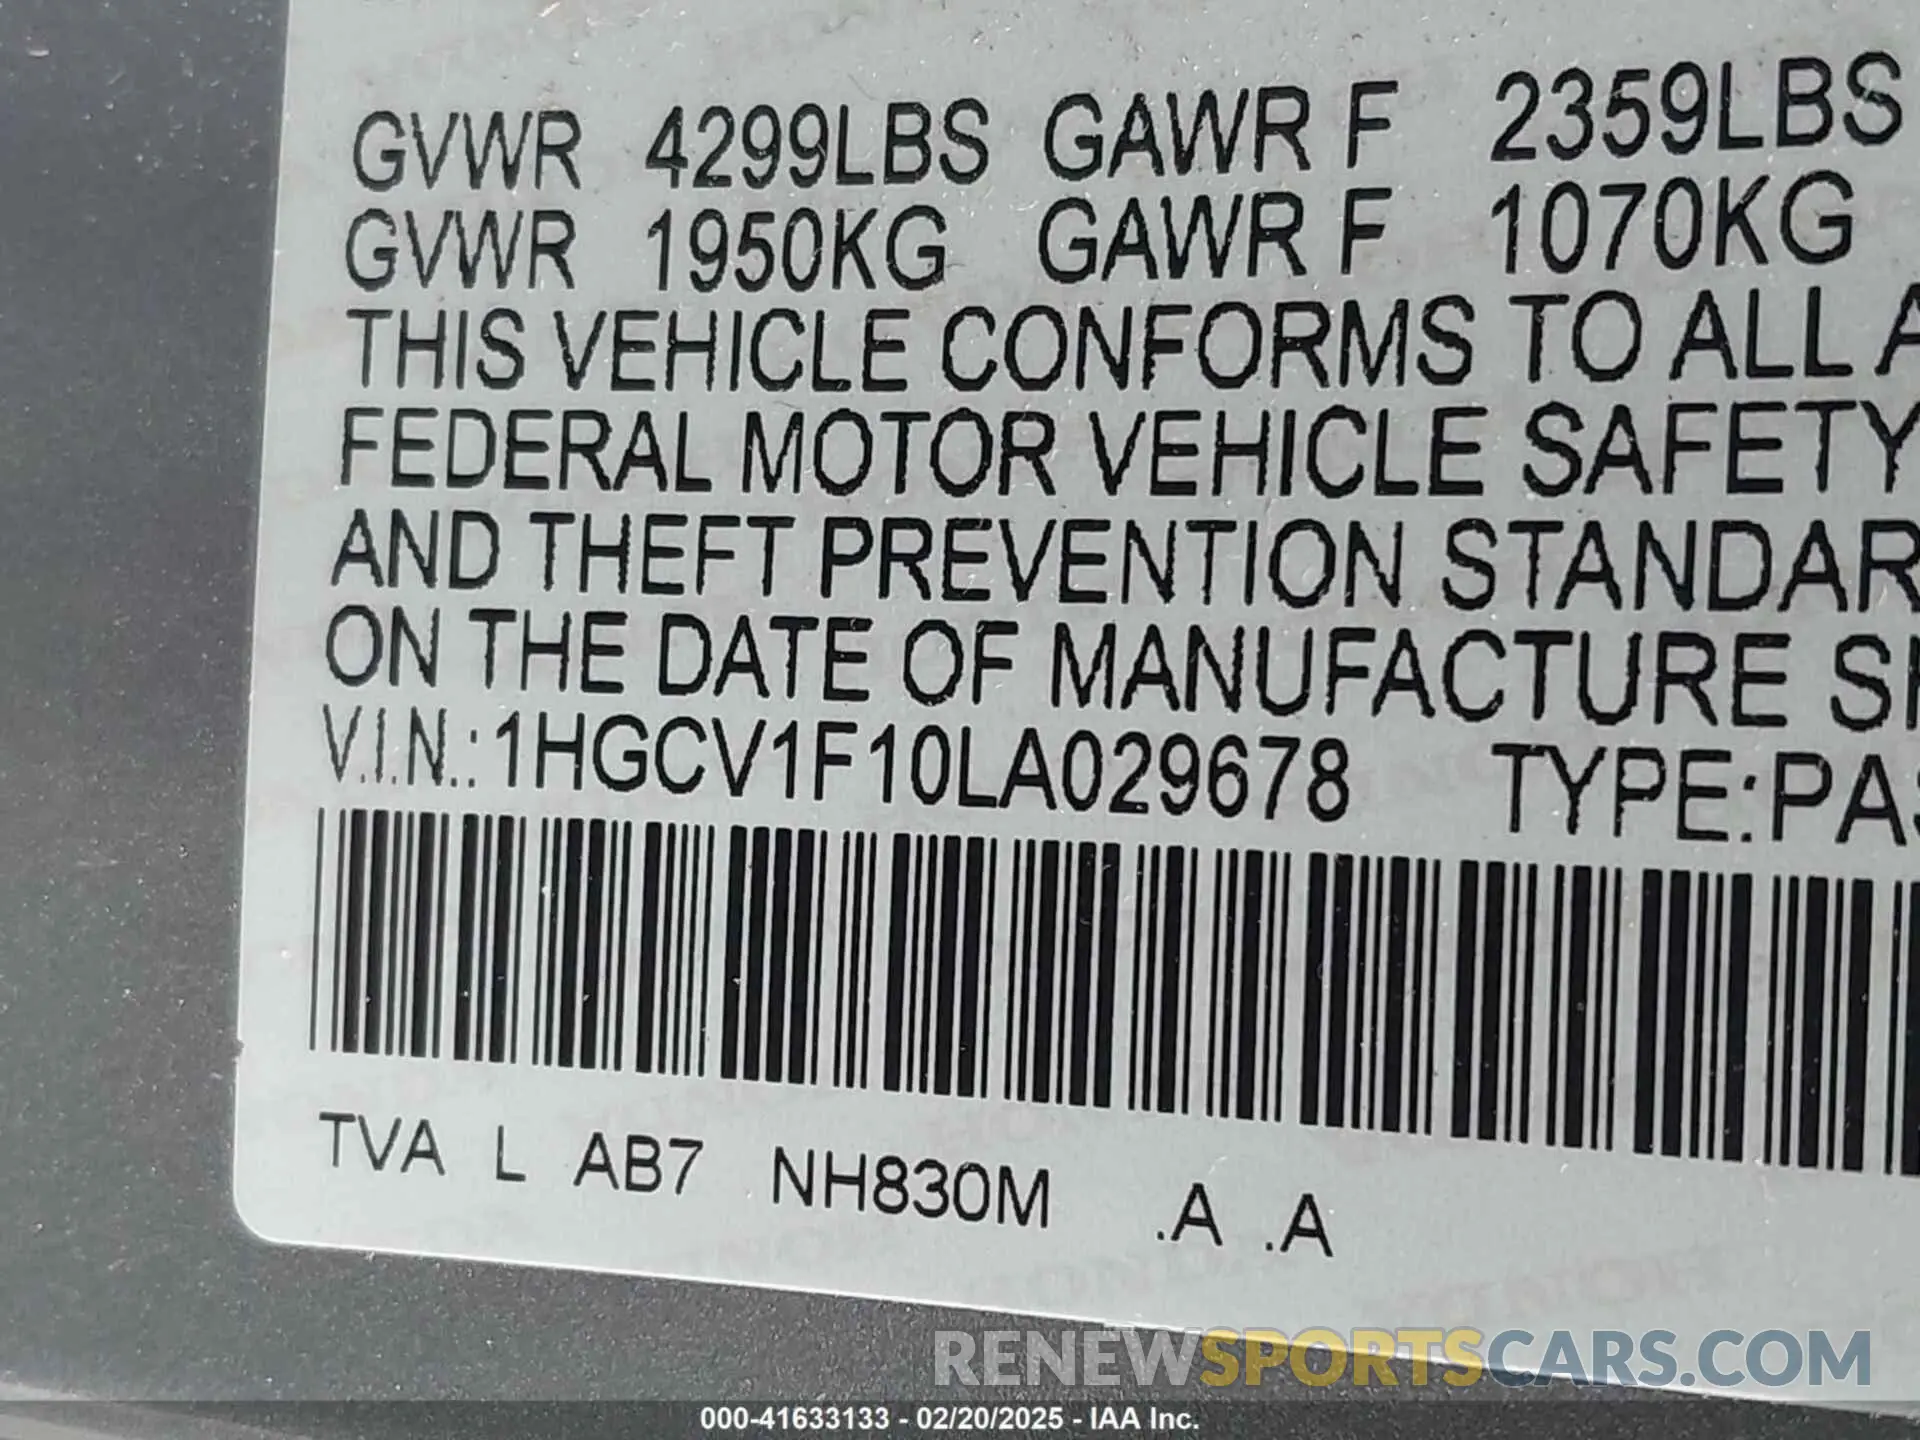 GVWR 4299LBS GAWR F 2359LBS
GVWR 1950KG GAWR F 1070KG
THIS VEHICLE CONFORMS TO ALL A
FEDERAL MOTOR VEHICLE SAFETY
AND THEFT PREVENTION STANDAR
ON THE DATE OF MANUFACTURE SH
V.I.N.:1HGCV1F10LA029678 TYPE:PAS
TVA L AB7 NH830M .A .A
RENEWSPORTSCARS.COM
000-41633133 - 02/20/2025 - IAA Inc.